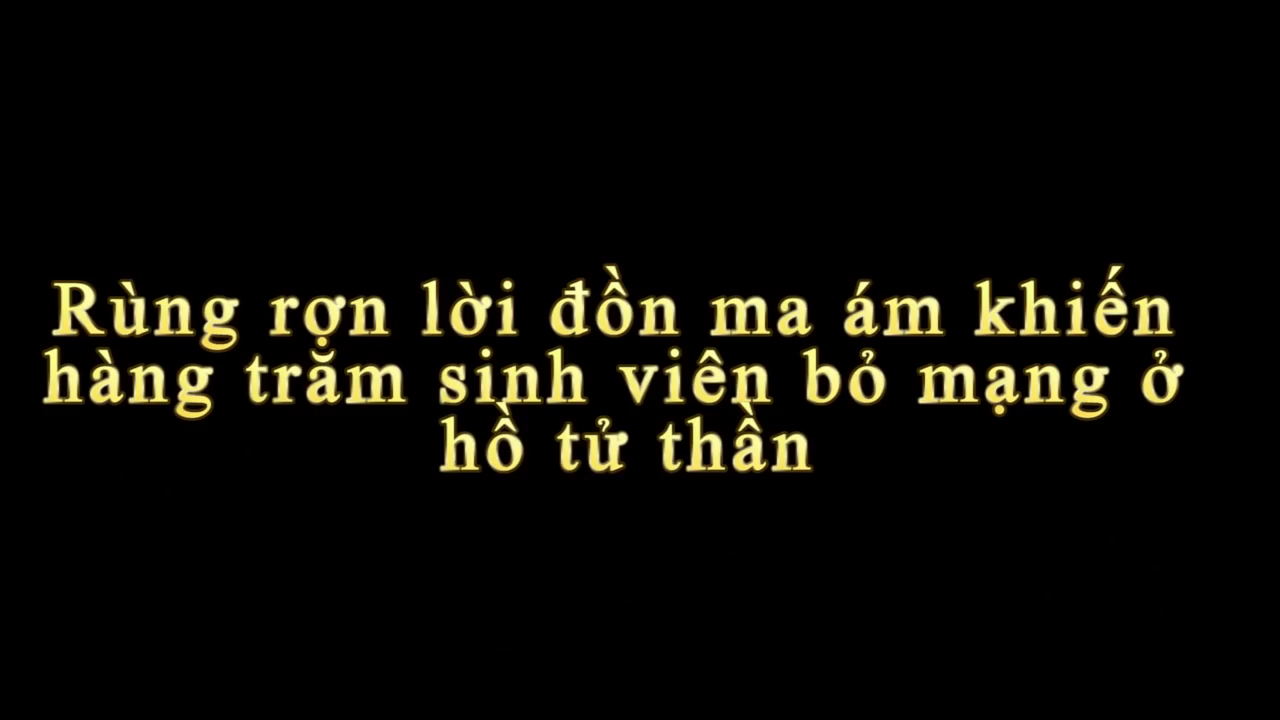 Rùng rợn lời đồn ma ám khiến
hàng trăm sinh viên bỏ mạng ở
hồ tử thần